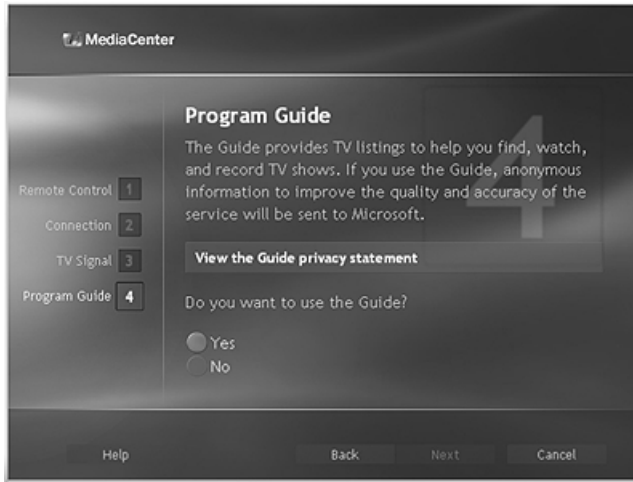 MediaCenter
Program Guide
The Guide provides TV listings to help you find, watch,
and record TV shows. If you use the Guide, anonymous
information to improve the quality and accuracy of the
service will be sent to Microsoft.
View the Guide privacy statement
Do you want to use the Guide?
Yes
No
Remote Control 1
Connection 2
TV Signal 3
Program Guide 4
4
Help
Back
Next
Cancel